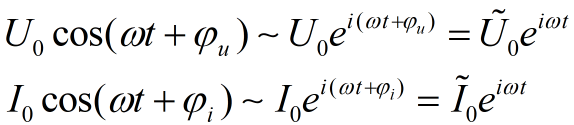 U₀ cos(ωt + φᵤ) ~ U₀e^{i(ωt+φᵤ)} = Ũ₀e^{iωt}
I₀ cos(ωt + φᵢ) ~ I₀e^{i(ωt+φᵢ)} = Ĩ₀e^{iωt}